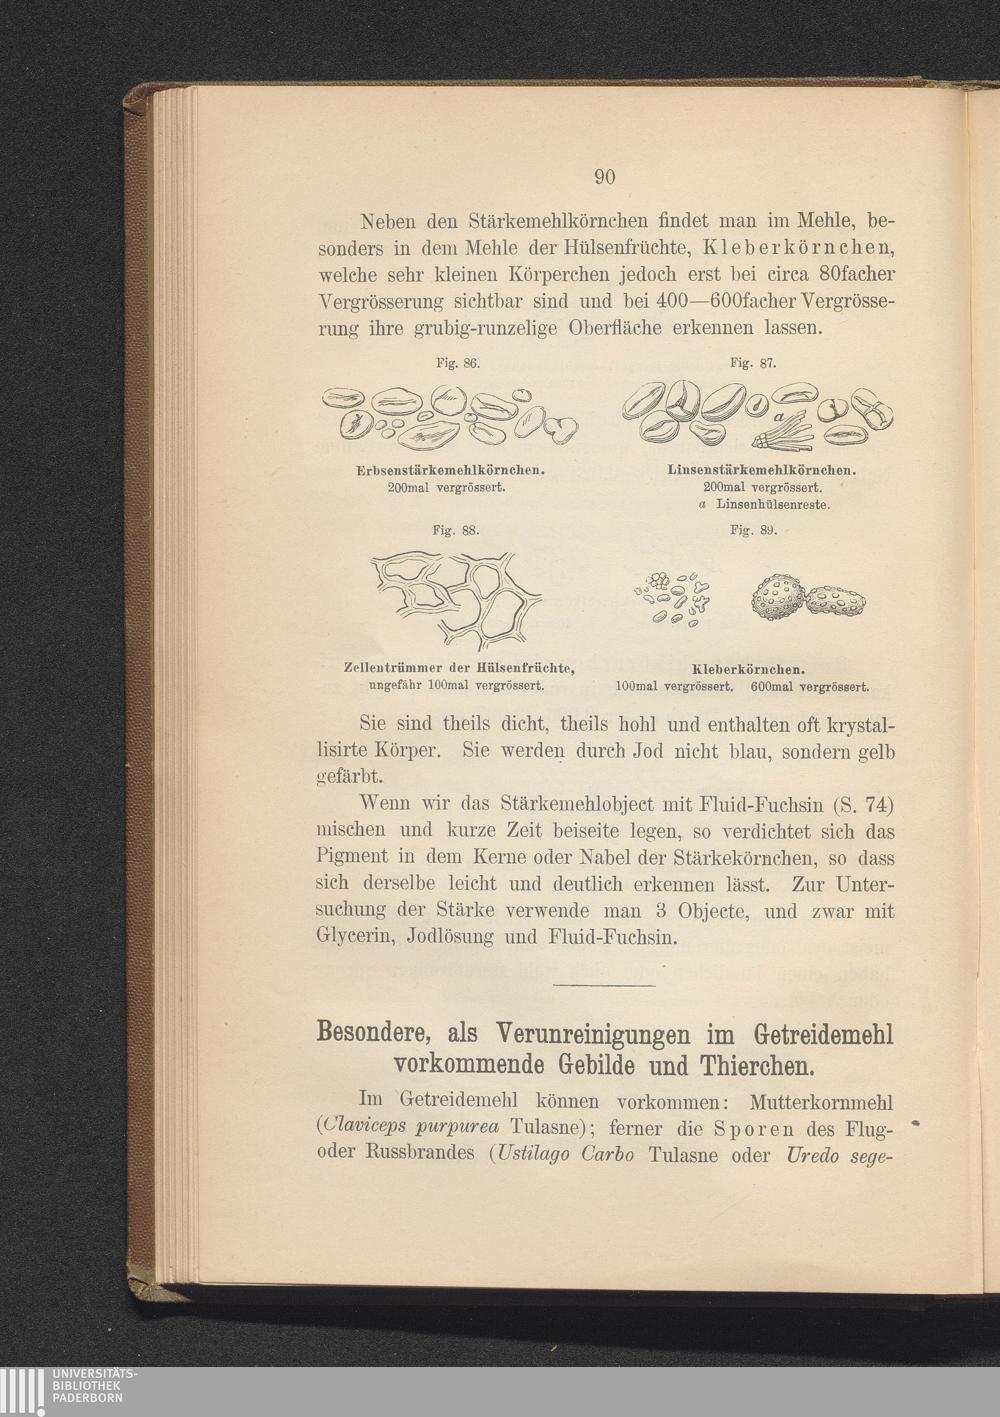 90
Neben den Stärkemehlkörnchen findet man im Mehle, be-
sonders in dem Mehle der Hülsenfrüchte, Kleberkörnchen,
welche sehr kleinen Körperchen jedoch erst bei circa 80facher
Vergrösserung sichtbar sind und bei 400—600facher Vergrösse-
rung ihre grubig-runzelige Oberfläche erkennen lassen.
Fig. 86.
Erbsenstärkemehlkörnchen.
200mal vergrössert.
Fig. 87.
a
Linsenstärkemehlkörnchen.
200mal vergrössert.
a Linsenhülsenreste.
Fig. 88.
Zellentrümmer der Hülsenfrüchte,
ungefähr 100mal vergrössert.
Fig. 89.
Kleberkörnchen.
100mal vergrössert. 600mal vergrössert.
Sie sind theils dicht, theils hohl und enthalten oft krystal-
lisirte Körper. Sie werden durch Jod nicht blau, sondern gelb
gefärbt.
Wenn wir das Stärkemehlobject mit Fluid-Fuchsin (S. 74)
mischen und kurze Zeit beiseite legen, so verdichtet sich das
Pigment in dem Kerne oder Nabel der Stärkekörnchen, so dass
sich derselbe leicht und deutlich erkennen lässt. Zur Unter-
suchung der Stärke verwende man 3 Objecte, und zwar mit
Glycerin, Jodlösung und Fluid-Fuchsin.
Besondere, als Verunreinigungen im Getreidemehl
vorkommende Gebilde und Thierchen.
Im Getreidemehl können vorkommen: Mutterkornmehl
(Claviceps purpurea Tulasne); ferner die Sporen des Flug-
oder Russbrandes (Ustilago Carbo Tulasne oder Uredo sege-
UNIVERSITÄTS-
BIBLIOTHEK
PADERBORN